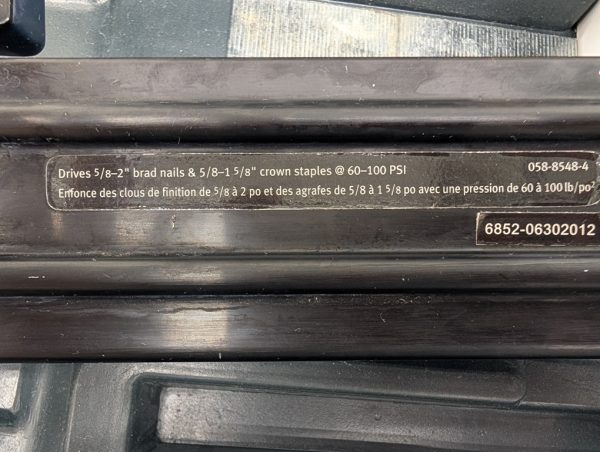 Drives 5/8–2" brad nails & 5/8–1 5/8" crown staples @ 60–100 PSI 058-8548-4
Enfonce des clous de finition de 5/8 à 2 po et des agrafes de 5/8 à 1 5/8 po avec une pression de 60 à 100 lb/po²
6852-06302012